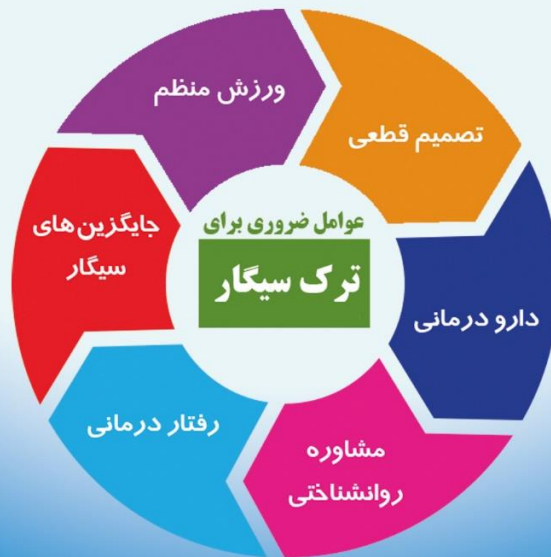 عوامل ضروری برای
ترک سیگار
تصمیم قطعی
دارو درمانی
مشاوره
روانشناختی
رفتار درمانی
جایگزین های
سیگار
ورزش منظم